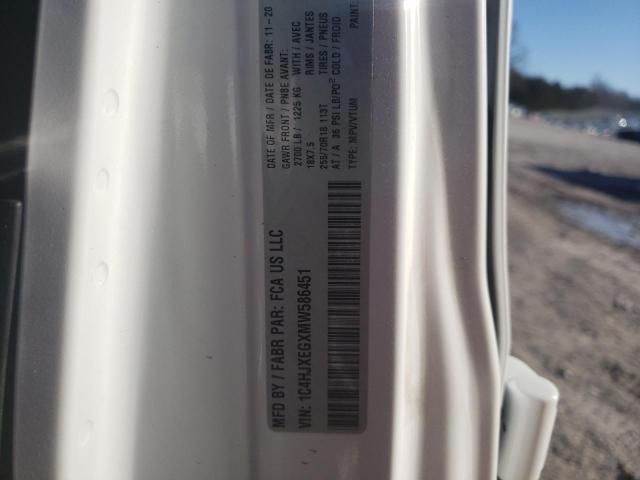 MFD BY / FABR PAR: FCA US LLC
DATE OF MFR / DATE DE FABR: 11-20
GAWR FRONT / PNBE AVANT:
2700 LB / 1225 KG WITH / AVEC
18X7.5 RIMS / JANTES
255/70R18 113T TIRES / PNEUS
AT / A 36 PSI LB/PO² COLD / FROID
VIN: 1C4HJXEGXMW586451
TYPE: MPV/VTUM